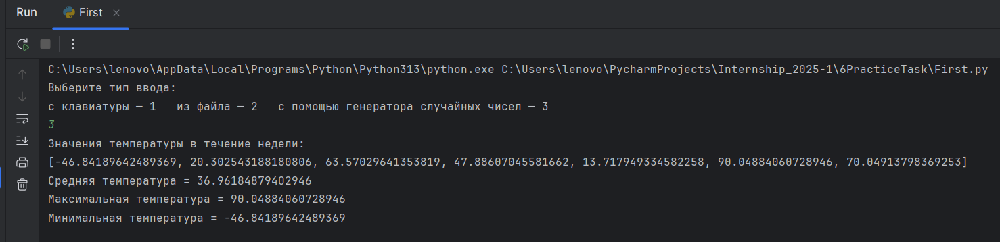 Run First
C:\Users\lenovo\AppData\Local\Programs\Python\Python313\python.exe C:\Users\lenovo\PycharmProjects\Internship_2025-1\6PracticeTask\First.py
Выберите тип ввода:
с клавиатуры — 1   из файла — 2   с помощью генератора случайных чисел — 3
3
Значения температуры в течение недели:
[-46.84189642489369, 20.302543188180806, 63.57029641353819, 47.88607045581662, 13.717949334582258, 90.04884060728946, 70.04913798369253]
Средняя температура = 36.96184879402946
Максимальная температура = 90.04884060728946
Минимальная температура = -46.84189642489369